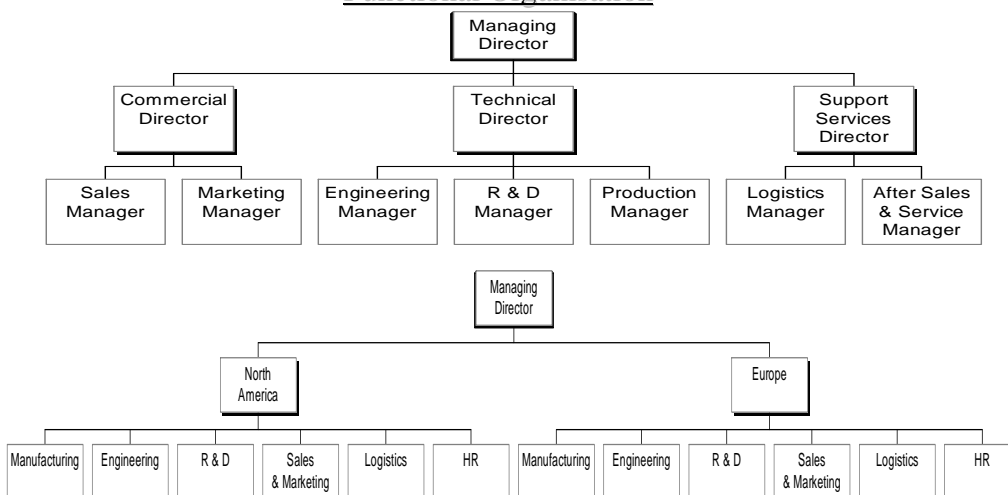 Functional Organisation
Managing
Director
Commercial
Director
Technical
Director
Support
Services
Director
Sales
Manager
Marketing
Manager
Engineering
Manager
R & D
Manager
Production
Manager
Logistics
Manager
After Sales
& Service
Manager
Managing
Director
North
America
Europe
Manufacturing
Engineering
R & D
Sales
& Marketing
Logistics
HR
Manufacturing
Engineering
R & D
Sales
& Marketing
Logistics
HR